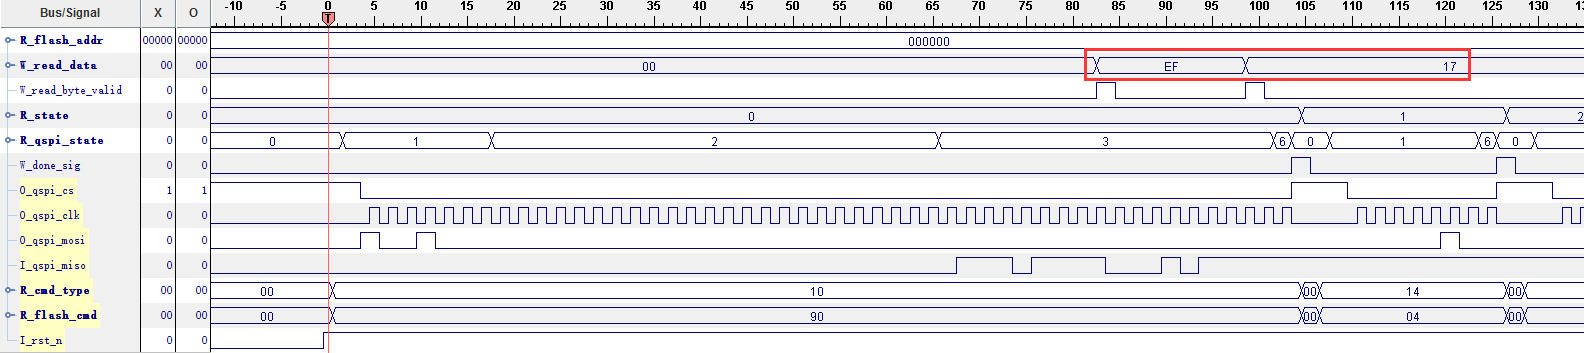 Bus/Signal X O -10 -5 0 5 10 15 20 25 30 35 40 45 50 55 60 65 70 75 80 85 90 95 100 105 110 115 120 125 130
T
R_flash_addr 00000 00000 000000
W_read_data 00 00 00 EF 17
W_read_byte_valid 0 0
R_state 0 0 0 1 2
R_qspi_state 0 0 0 1 2 3 6 0 1 6 0
W_done_sig 0 0
O_qspi_cs 1 1
O_qspi_clk 0 0
O_qspi_mosi 0 0
I_qspi_miso 0 0
R_cmd_type 00 00 00 10 00 14 00
R_flash_cmd 00 00 00 90 00 04 00
I_rst_n 0 0